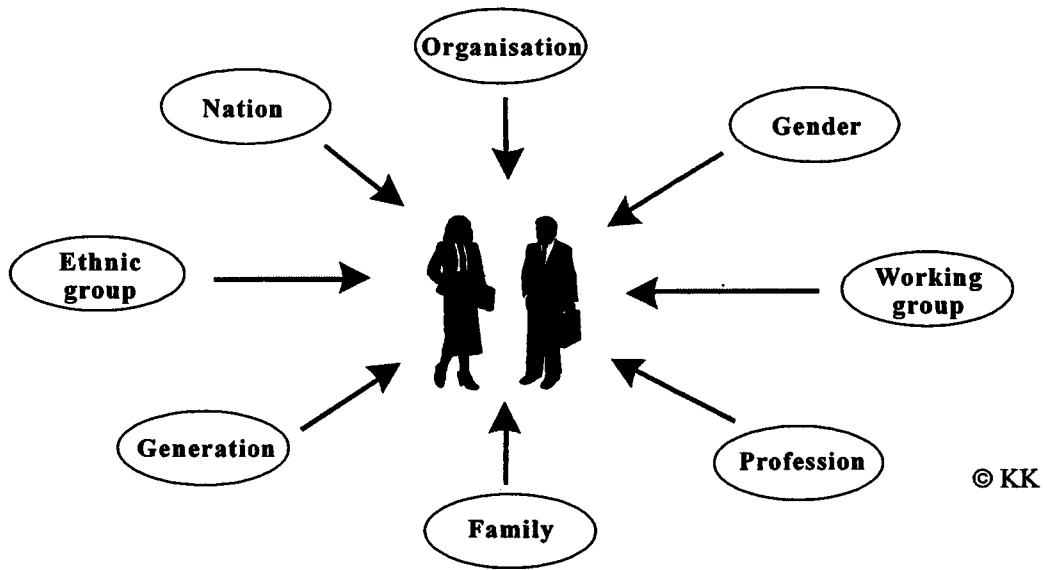 Organisation
Nation
Gender
Ethnic
group
Working
group
Generation
Profession
Family
© KK